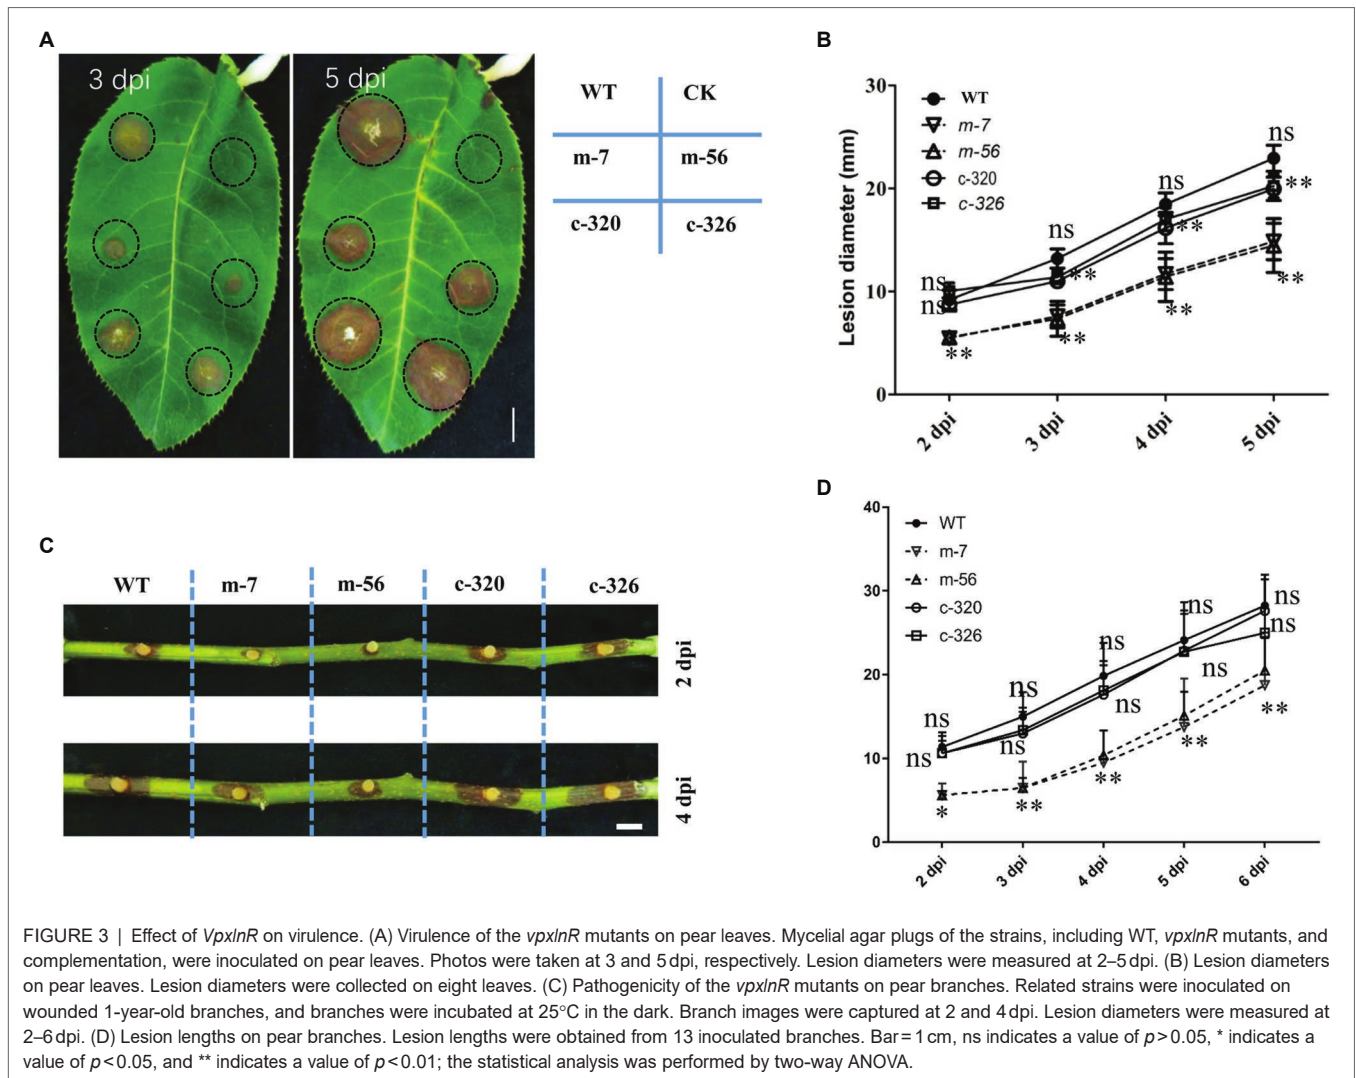 A
3 dpi
5 dpi
WT CK
m-7 m-56
c-320 c-326
B
30
20
10
0
Lesion diameter (mm)
WT
m-7
m-56
c-320
c-326
ns
ns
**
ns
**
**
ns
**
**
ns
**
**
2 dpi
3 dpi
4 dpi
5 dpi
C
WT m-7 m-56 c-320 c-326
2 dpi
4 dpi
D
40
30
20
10
0
WT
m-7
m-56
c-320
c-326
ns
ns
*
ns
ns
**
ns
ns
**
ns
ns
**
ns
ns
**
2 dpi
3 dpi
4 dpi
5 dpi
6 dpi
FIGURE 3 | Effect of VpxlnR on virulence. (A) Virulence of the vpxlnR mutants on pear leaves. Mycelial agar plugs of the strains, including WT, vpxlnR mutants, and
complementation, were inoculated on pear leaves. Photos were taken at 3 and 5 dpi, respectively. Lesion diameters were measured at 2–5 dpi. (B) Lesion diameters
on pear leaves. Lesion diameters were collected on eight leaves. (C) Pathogenicity of the vpxlnR mutants on pear branches. Related strains were inoculated on
wounded 1-year-old branches, and branches were incubated at 25°C in the dark. Branch images were captured at 2 and 4 dpi. Lesion diameters were measured at
2–6 dpi. (D) Lesion lengths on pear branches. Lesion lengths were obtained from 13 inoculated branches. Bar = 1 cm, ns indicates a value of p > 0.05, * indicates a
value of p < 0.05, and ** indicates a value of p < 0.01; the statistical analysis was performed by two-way ANOVA.